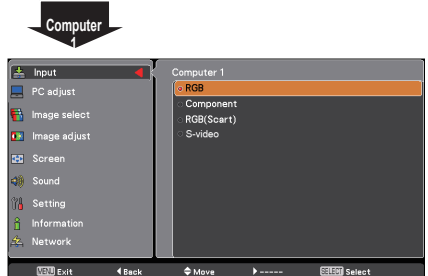 Computer
1
Input
Computer 1
RGB
PC adjust
Component
Image select
RGB(Scart)
Image adjust
S-video
Screen
Sound
Setting
Information
Network
MENU Exit
Back
Move
-----
SELECT Select